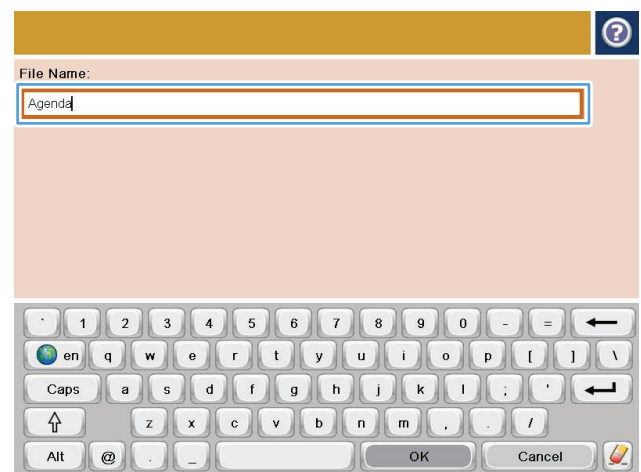 ?
File Name:
Agenda
` 1 2 3 4 5 6 7 8 9 0 - =
en q w e r t y u i o p [ ] \
Caps a s d f g h j k l ; '
z x c v b n m , . /
Alt @ . _ OK Cancel